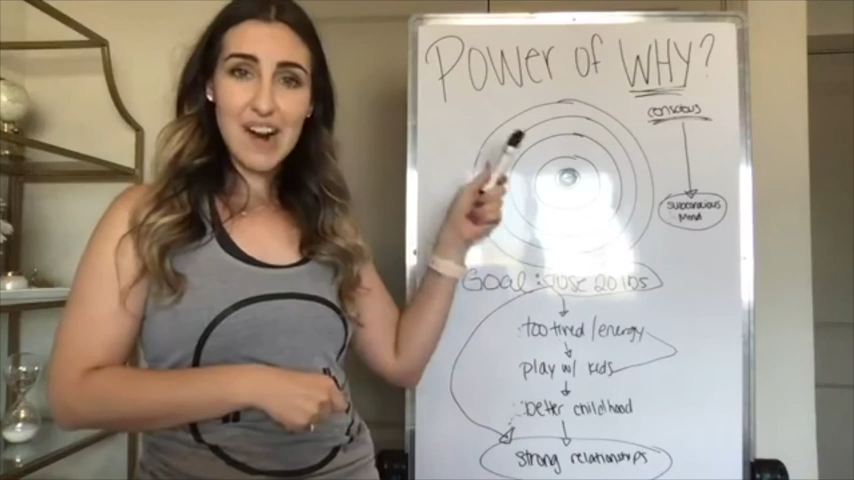 POWER OF WHY?
conscious
subconscious
Mind
GOAL: lose 20 lbs
: too tired / energy
play w/ kids
: better childhood
strong relationships